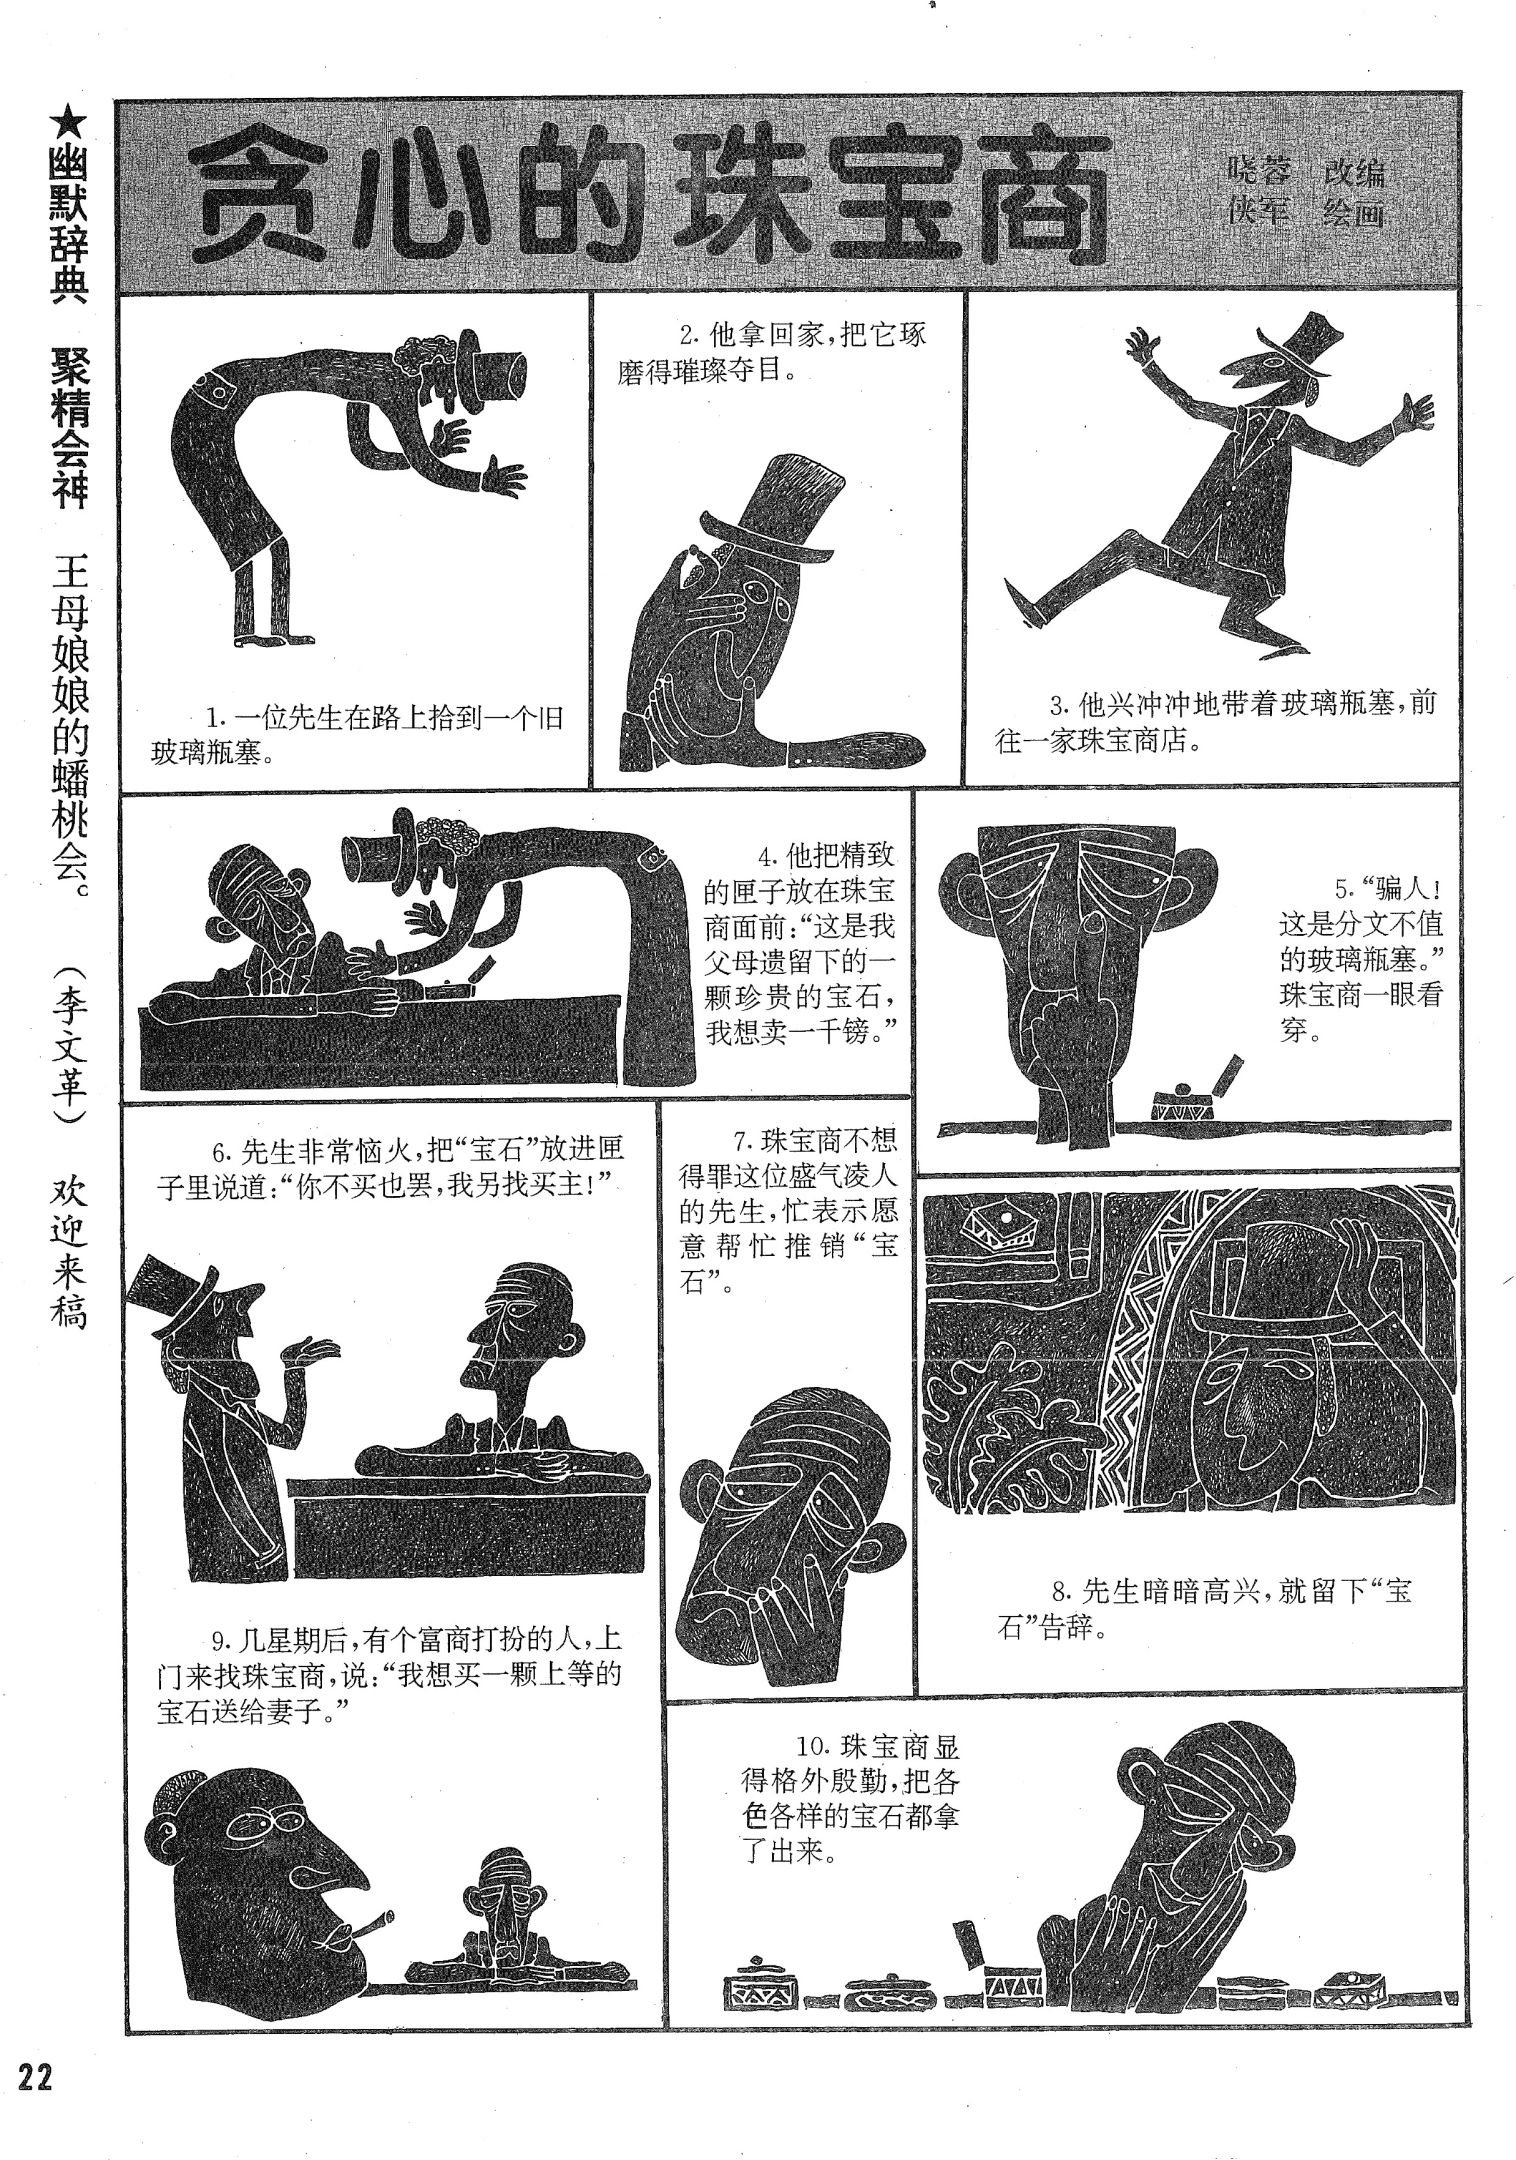 ★幽默辞典 聚精会神 王母娘娘的蟠桃会。 （李文革） 欢迎来稿
贪心的珠宝商
晓蓉 改编
侠军 绘画
1. 一位先生在路上拾到一个旧
玻璃瓶塞。
2. 他拿回家，把它琢
磨得璀璨夺目。
3. 他兴冲冲地带着玻璃瓶塞，前
往一家珠宝商店。
4. 他把精致
的匣子放在珠宝
商面前：“这是我
父母遗留下的一
颗珍贵的宝石，
我想卖一千镑。”
5. “骗人！
这是分文不值
的玻璃瓶塞。”
珠宝商一眼看
穿。
6. 先生非常恼火，把“宝石”放进匣
子里说道：“你不买也罢，我另找买主！”
7. 珠宝商不想
得罪这位盛气凌人
的先生，忙表示愿
意帮忙推销“宝
石”。
8. 先生暗暗高兴，就留下“宝
石”告辞。
9. 几星期后，有个富商打扮的人，上
门来找珠宝商，说：“我想买一颗上等的
宝石送给妻子。”
10. 珠宝商显
得格外殷勤，把各
色各样的宝石都拿
了出来。
22